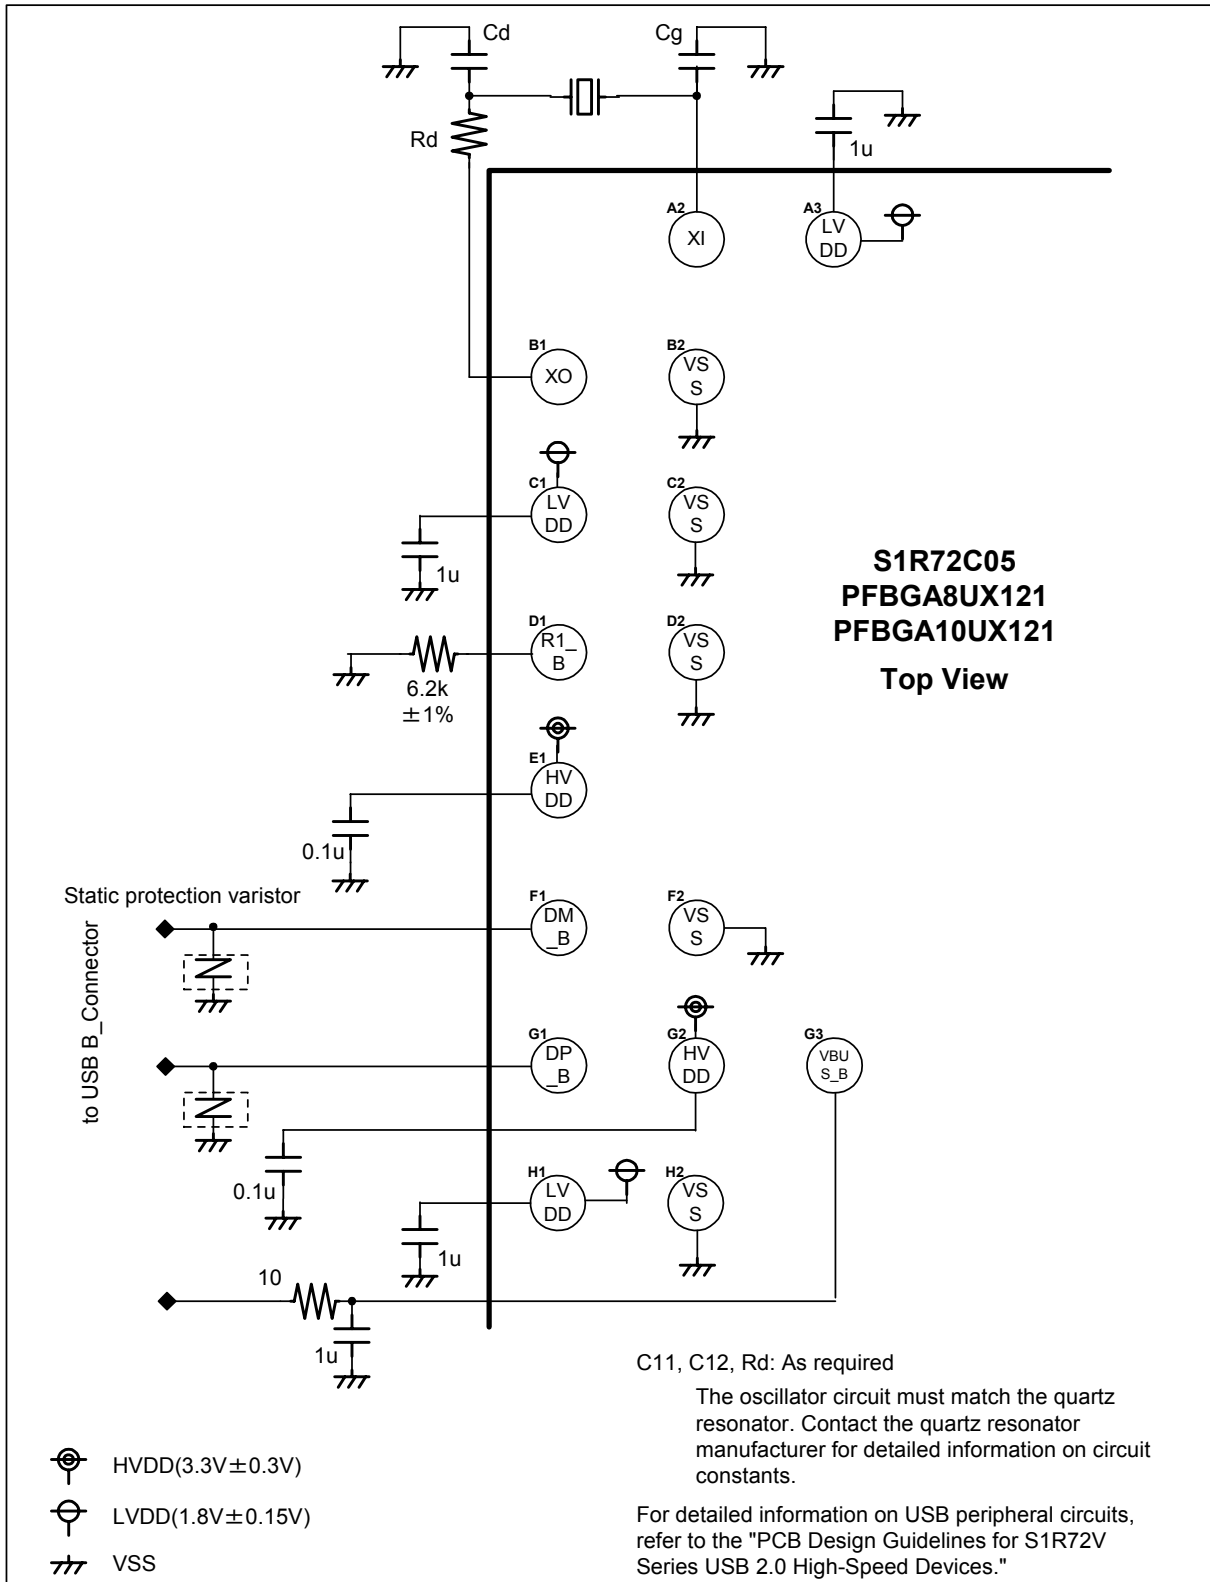 Cd
Cg
Rd
1u
A2
XI
A3
LV
DD
B1
XO
B2
VS
S
C1
LV
DD
C2
VS
S
1u
S1R72C05
PFBGA8UX121
PFBGA10UX121
Top View
D1
R1_
B
D2
VS
S
6.2k
±1%
E1
HV
DD
0.1u
Static protection varistor
to USB B_Connector
F1
DM
_B
F2
VS
S
G1
DP
_B
G2
HV
DD
G3
VBU
S_B
0.1u
H1
LV
DD
H2
VS
S
1u
10
1u
C11, C12, Rd: As required
The oscillator circuit must match the quartz
resonator. Contact the quartz resonator
manufacturer for detailed information on circuit
constants.
For detailed information on USB peripheral circuits,
refer to the "PCB Design Guidelines for S1R72V
Series USB 2.0 High-Speed Devices."
HVDD(3.3V±0.3V)
LVDD(1.8V±0.15V)
VSS